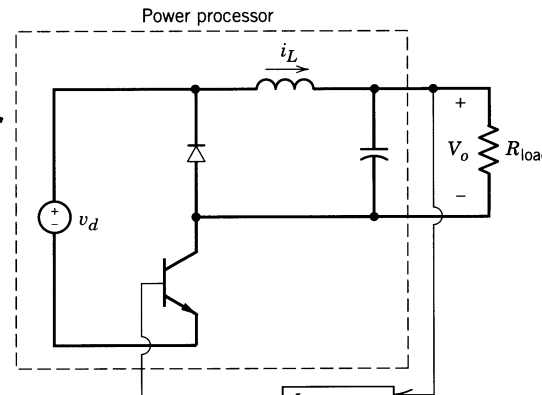 Power processor
i_L
+
V_o
R_load
−
+
−
v_d